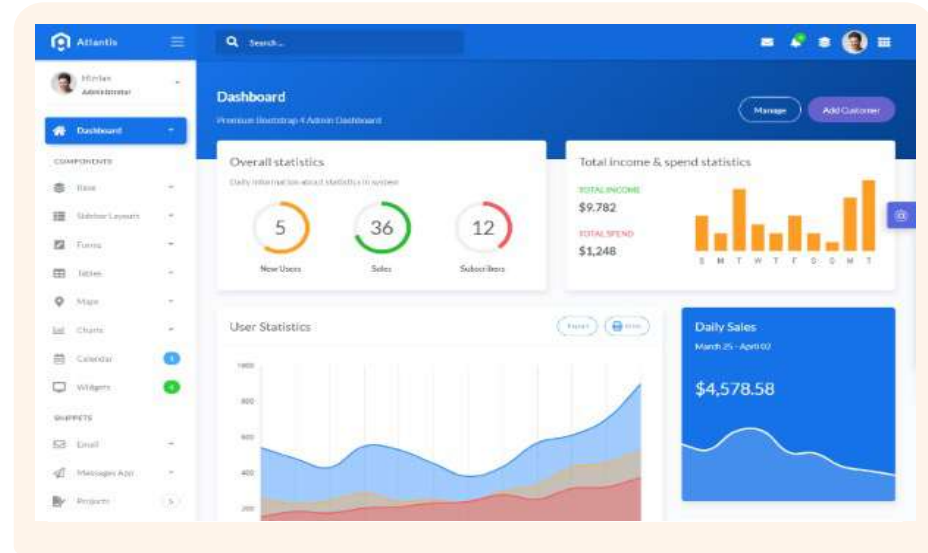 Atlantis
Search...
Hizrian
Administrator
Dashboard
COMPONENTS
Base
Sidebar Layouts
Forms
Tables
Maps
Charts
Calendar
Widgets
4
SNIPPETS
Email
Messages App
Projects
5
Dashboard
Premium Bootstrap 4 Admin Dashboard
Manage
Add Customer
Overall statistics
Daily information about statistics in system
5
36
12
New Users
Sales
Subscribers
Total income & spend statistics
TOTAL INCOME
$9.782
TOTAL SPEND
$1,248
S M T W T F S S M T
User Statistics
Export
Print
1000
800
600
400
200
Daily Sales
March 25 - April 02
$4,578.58